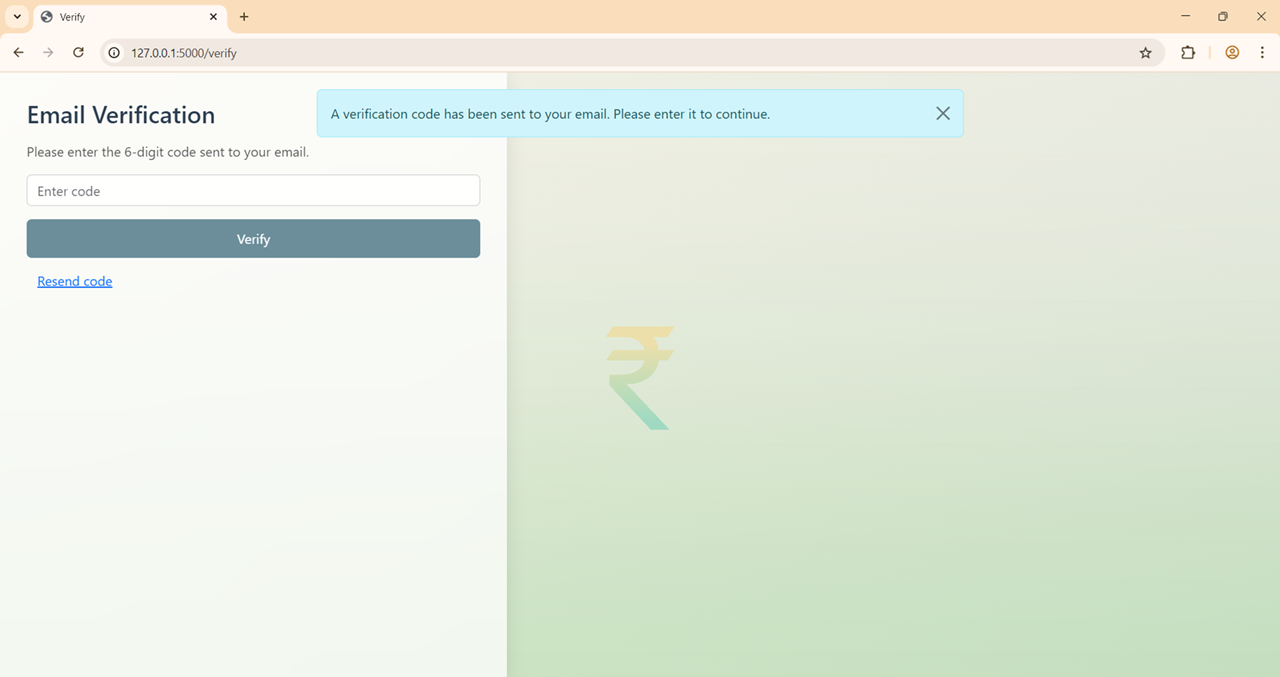 Verify
127.0.0.1:5000/verify
A verification code has been sent to your email. Please enter it to continue.
Email Verification
Please enter the 6-digit code sent to your email.
Enter code
Verify
Resend code
₹